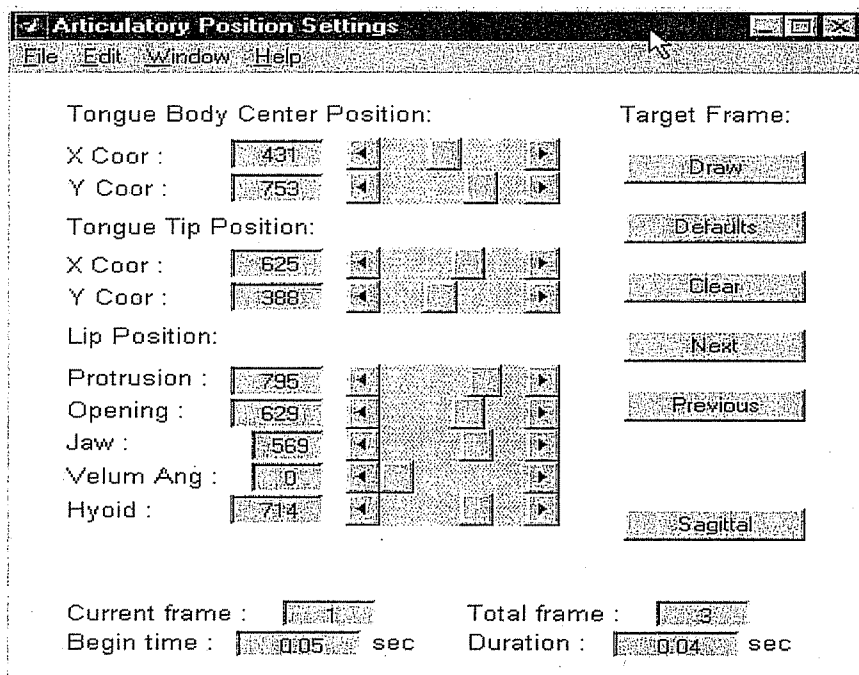 Articulatory Position Settings
File Edit Window Help
Tongue Body Center Position:
X Coor : 431
Y Coor : 753
Tongue Tip Position:
X Coor : 625
Y Coor : 388
Lip Position:
Protrusion : 795
Opening : 629
Jaw : 569
Velum Ang : 0
Hyoid : 714
Target Frame:
Draw
Defaults
Clear
Next
Previous
Sagittal
Current frame : 1 Total frame : 3
Begin time : 0.05 sec Duration : 0.04 sec